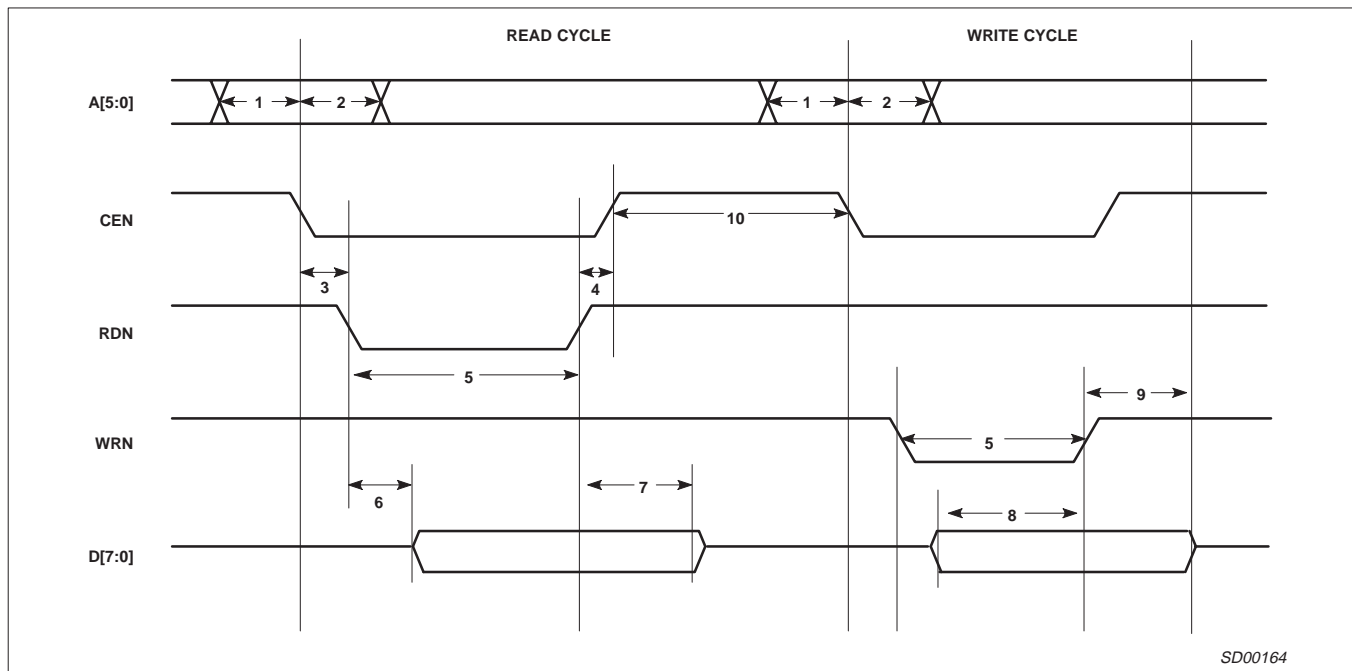 READ CYCLE WRITE CYCLE
A[5:0] 1 2 1 2
CEN 10
3 4
RDN
5
9
WRN 5
6 7
8
D[7:0]
SD00164